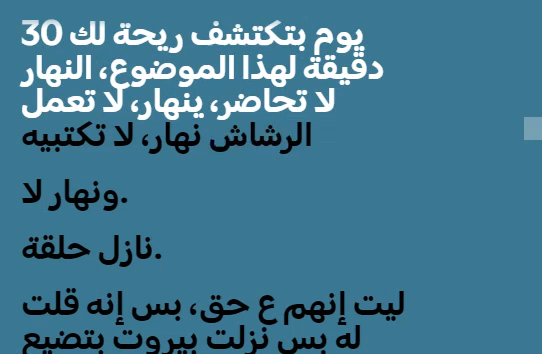 يوم بتكتشف ريحة لك 30
دقيقة لهذا الموضوع، النهار
لا تحاضر، ينهار، لا تعمل
الرشاش نهار، لا تكتبيه
ونهار لا.
نازل حلقة.
ليت إنهم ع حق، بس إنه قلت
له بس نزلت بيروت بتضيع